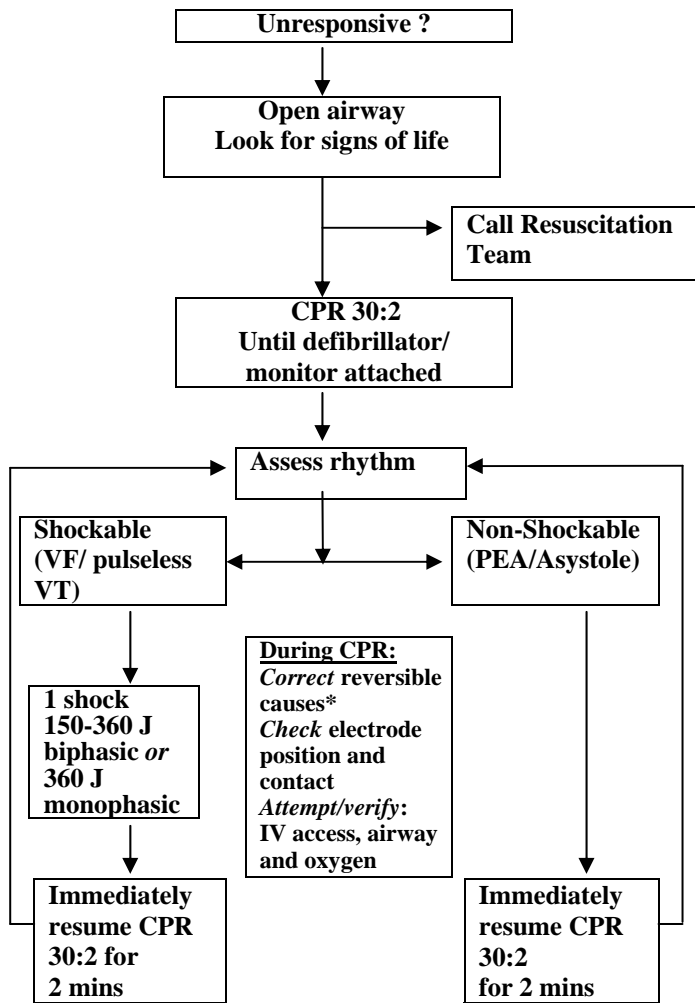 Unresponsive ?
Open airway
Look for signs of life
Call Resuscitation
Team
CPR 30:2
Until defibrillator/
monitor attached
Assess rhythm
Shockable
(VF/ pulseless
VT)
Non-Shockable
(PEA/Asystole)
1 shock
150-360 J
biphasic or
360 J
monophasic
During CPR:
Correct reversible
causes*
Check electrode
position and
contact
Attempt/verify:
IV access, airway
and oxygen
Immediately
resume CPR
30:2 for
2 mins
Immediately
resume CPR
30:2
for 2 mins